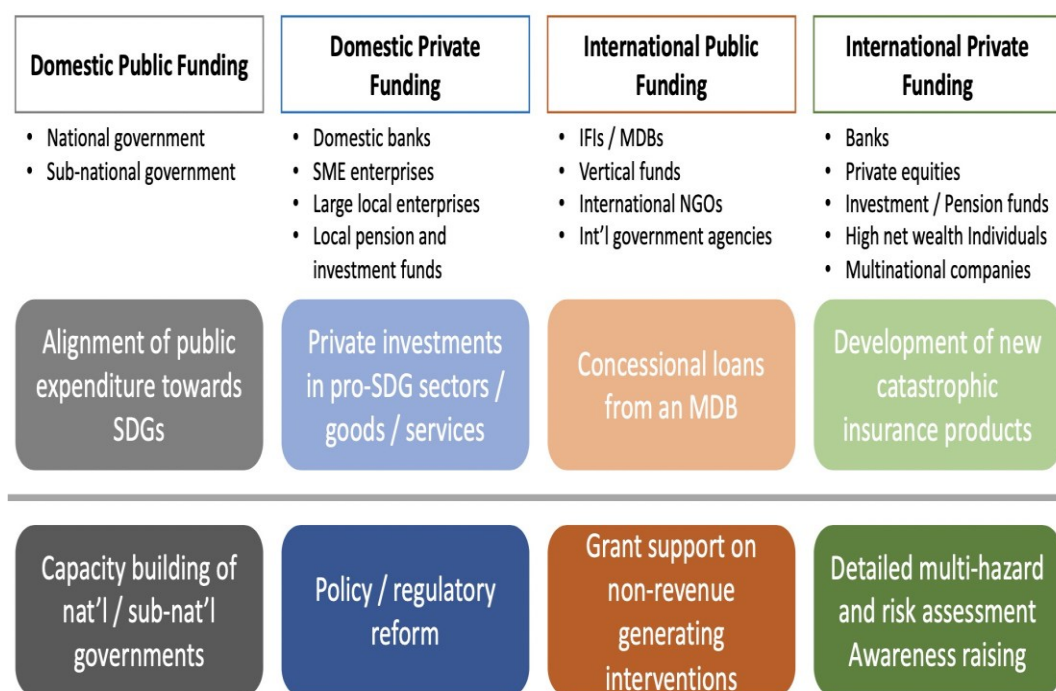 Domestic Public Funding
• National government
• Sub-national government
Alignment of public
expenditure towards
SDGs
Capacity building of
nat'l / sub-nat'l
governments
Domestic Private
Funding
• Domestic banks
• SME enterprises
• Large local enterprises
• Local pension and
investment funds
Private investments
in pro-SDG sectors /
goods / services
Policy / regulatory
reform
International Public
Funding
• IFIs / MDBs
• Vertical funds
• International NGOs
• Int'l government agencies
Concessional loans
from an MDB
Grant support on
non-revenue
generating
interventions
International Private
Funding
• Banks
• Private equities
• Investment / Pension funds
• High net wealth Individuals
• Multinational companies
Development of new
catastrophic
insurance products
Detailed multi-hazard
and risk assessment
Awareness raising